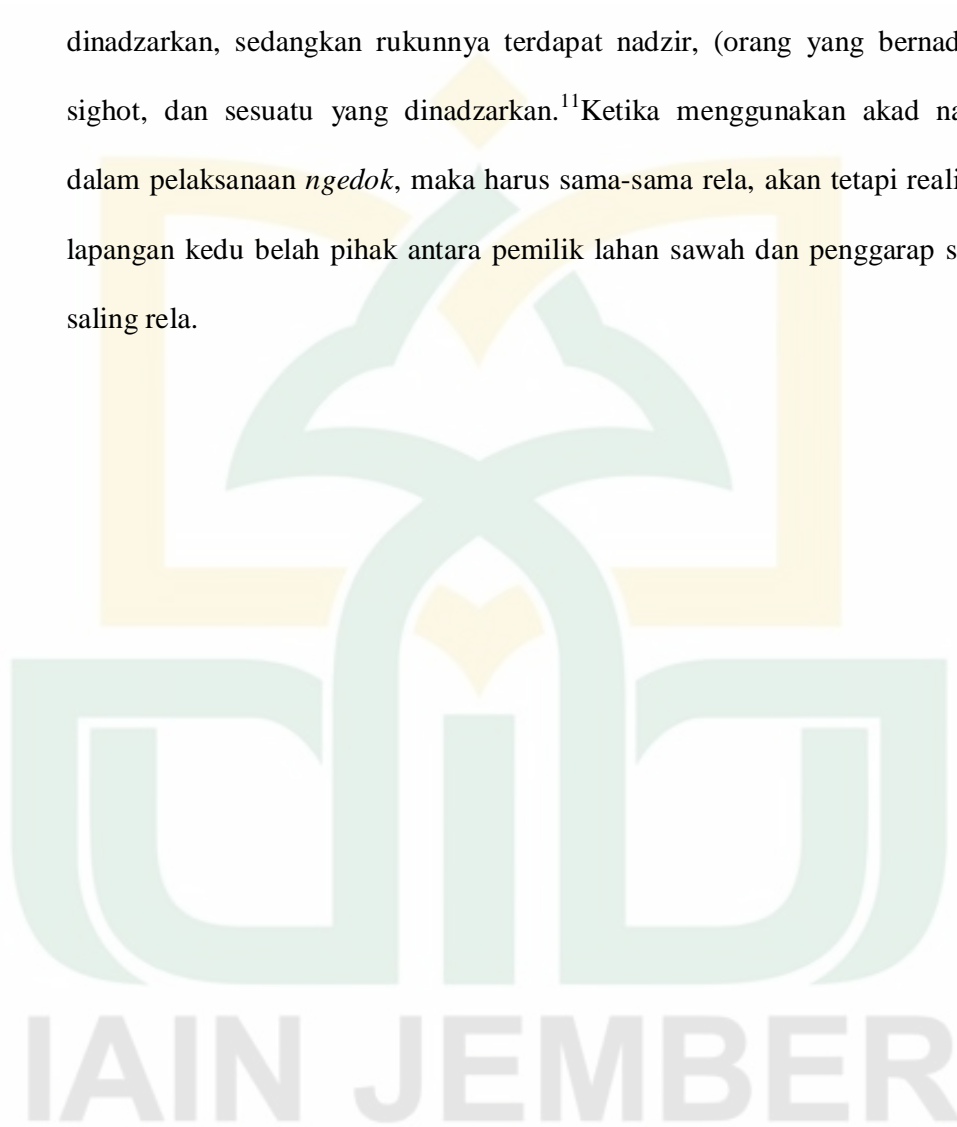 dinadzarkan, sedangkan rukunnya terdapat nadzir, (orang yang bernad
sighot, dan sesuatu yang dinadzarkan.¹¹Ketika menggunakan akad na
dalam pelaksanaan ngedok, maka harus sama-sama rela, akan tetapi reali
lapangan kedu belah pihak antara pemilik lahan sawah dan penggarap s
saling rela.
IAIN JEMBER